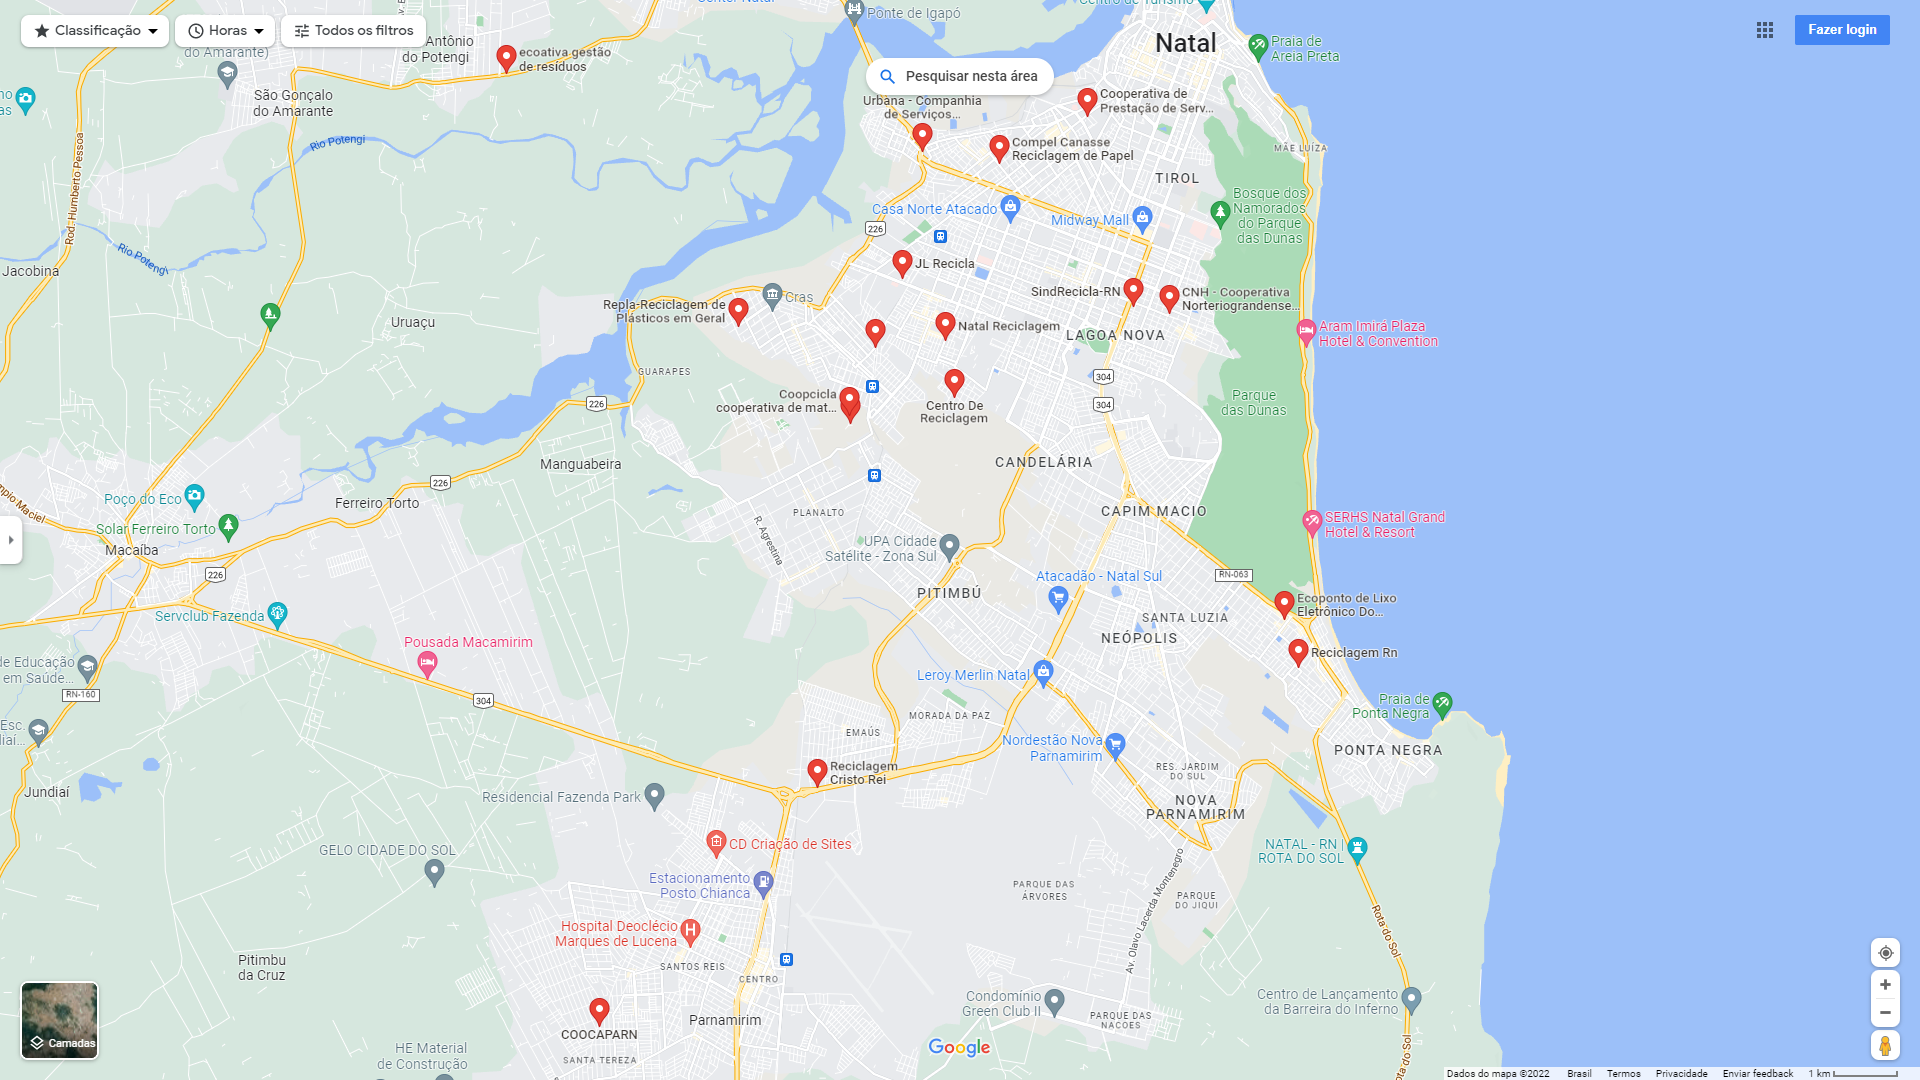 Classificação
Horas
Todos os filtros
Fazer login
Pesquisar nesta área
Natal
Center Natal
Ponte de Igapó
Centro de Turismo
Praia de
Areia Preta
do Amarante)
Antônio
do Potengi
ecoativa gestão
de resíduos
São Gonçalo
do Amarante
Rio Potengi
Rod. Humberto Pessoa
Rio Potengi
Jacobina
Urbana - Companhia
de Serviços...
Cooperativa de
Prestação de Serv...
Compel Canasse
Reciclagem de Papel
MÃE LUÍZA
TIROL
Bosque dos
Namorados
do Parque
das Dunas
Casa Norte Atacado
Midway Mall
226
JL Recicla
SindRecicla-RN
CNH - Cooperativa
Norteriograndense...
Repla-Reciclagem de
Plásticos em Geral
Cras
Natal Reciclagem
LAGOA NOVA
Aram Imirá Plaza
Hotel & Convention
Uruaçu
GUARAPES
304
304
Coopcicla
cooperativa de mat...
Centro De
Reciclagem
Parque
das Dunas
226
Manguabeira
CANDELÁRIA
226
Ferreiro Torto
Poço do Eco
Solar Ferreiro Torto
Macaíba
226
PLANALTO
R. Agrestina
CAPIM MACIO
SERHS Natal Grand
Hotel & Resort
UPA Cidade
Satélite - Zona Sul
RN-063
Atacadão - Natal Sul
PITIMBÚ
Ecoponto de Lixo
Eletrônico Do...
SANTA LUZIA
NEÓPOLIS
Reciclagem Rn
Servclub Fazenda
Pousada Macamirim
de Educação
em Saúde...
RN-160
304
Leroy Merlin Natal
Praia de
Ponta Negra
MORADA DA PAZ
EMAÚS
Esc.
Nordestão Nova
Parnamirim
PONTA NEGRA
Reciclagem
Cristo Rei
RES. JARDIM
DO SUL
Jundiaí
Residencial Fazenda Park
NOVA
PARNAMIRIM
CD Criação de Sites
GELO CIDADE DO SOL
NATAL - RN |
ROTA DO SOL
Estacionamento
Posto Chianca
PARQUE DAS
ÁRVORES
PARQUE
DO JIQUI
Av. Olavo Lacerda Montenegro
Rota do Sol
Hospital Deoclécio
Marques de Lucena
SANTOS REIS
CENTRO
Pitimbu
da Cruz
Condomínio
Green Club II
PARQUE DAS
NACOES
Centro de Lançamento
da Barreira do Inferno
COOCAPARN
Parnamirim
SANTA TEREZA
HE Material
de Construção
Camadas
Google
Dados do mapa ©2022
Brasil
Termos
Privacidade
Enviar feedback
1 km